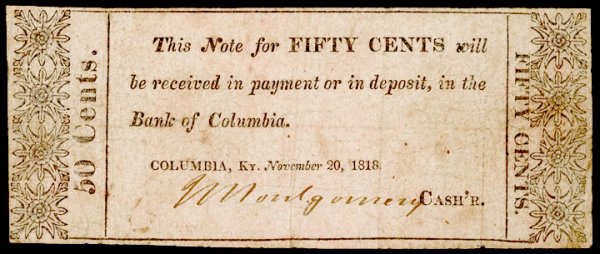 50 Cents.
This Note for FIFTY CENTS will
be received in payment or in deposit, in the
Bank of Columbia.
COLUMBIA, KY. November 20, 1818.
Montgomery CASH'R.
FIFTY CENTS.